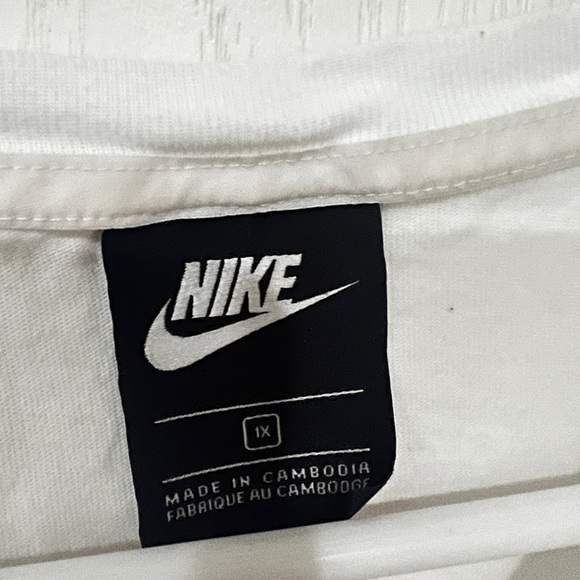 NIKE
1X
MADE IN CAMBODIA
FABRIQUE AU CAMBODGE